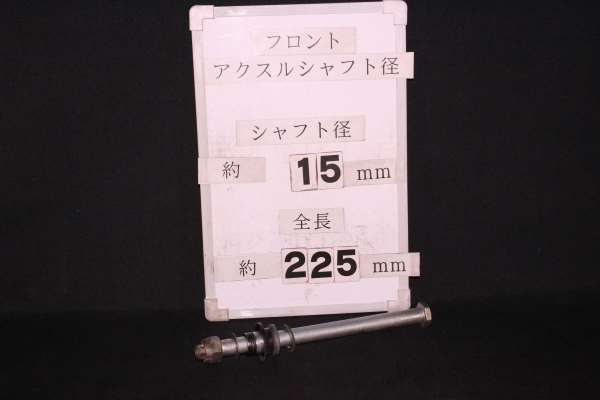 フロント
アクスルシャフト径
シャフト径
約 15 mm
全長
約 225 mm